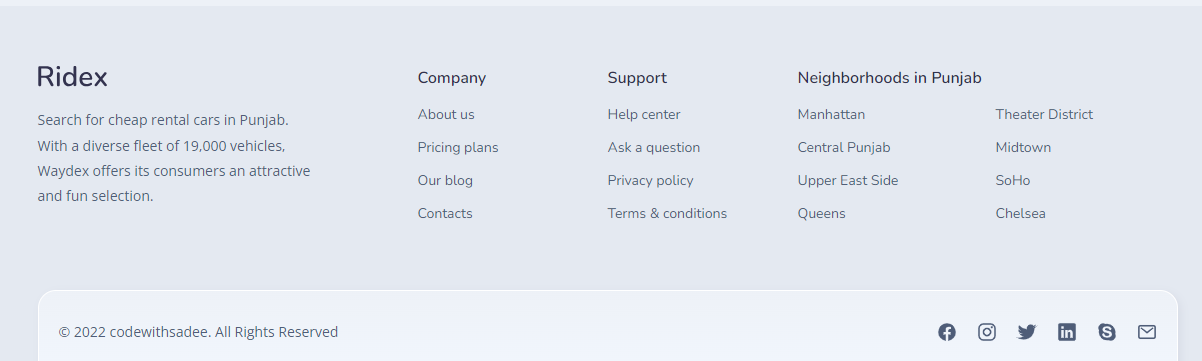 Ridex
Search for cheap rental cars in Punjab.
With a diverse fleet of 19,000 vehicles,
Waydex offers its consumers an attractive
and fun selection.
Company
About us
Pricing plans
Our blog
Contacts
Support
Help center
Ask a question
Privacy policy
Terms & conditions
Neighborhoods in Punjab
Manhattan
Central Punjab
Upper East Side
Queens
Theater District
Midtown
SoHo
Chelsea
© 2022 codewithsadee. All Rights Reserved